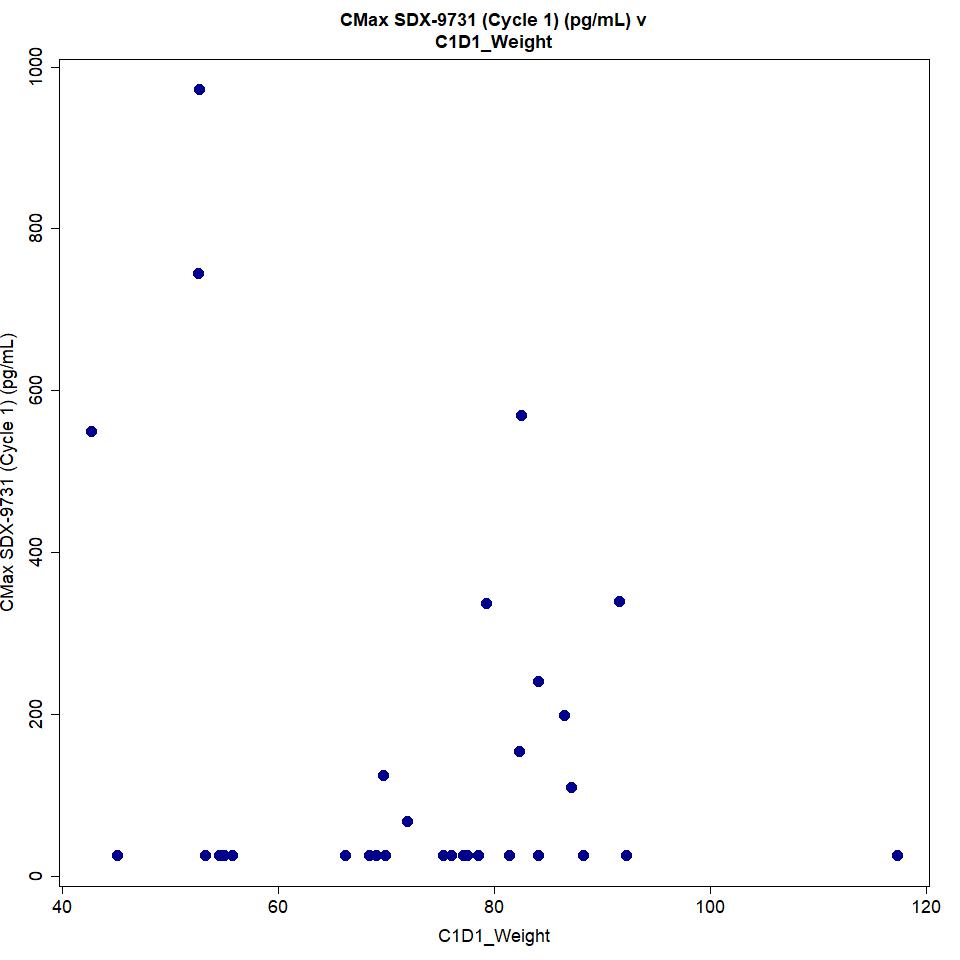 CMax SDX-9731 (Cycle 1) (pg/mL) v
C1D1_Weight
CMax SDX-9731 (Cycle 1) (pg/mL)
1000
800
600
400
200
0
40 60 80 100 120
C1D1_Weight